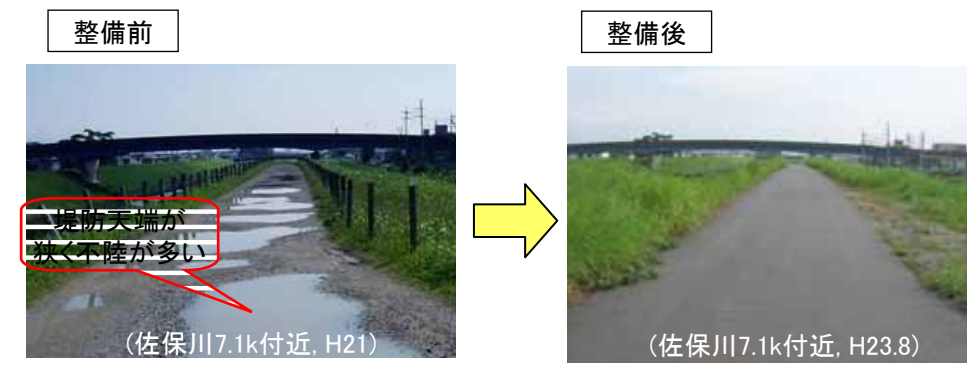 整備前
整備後
堤防天端が
狭く不陸が多い
(佐保川7.1k付近, H21)
(佐保川7.1k付近, H23.8)